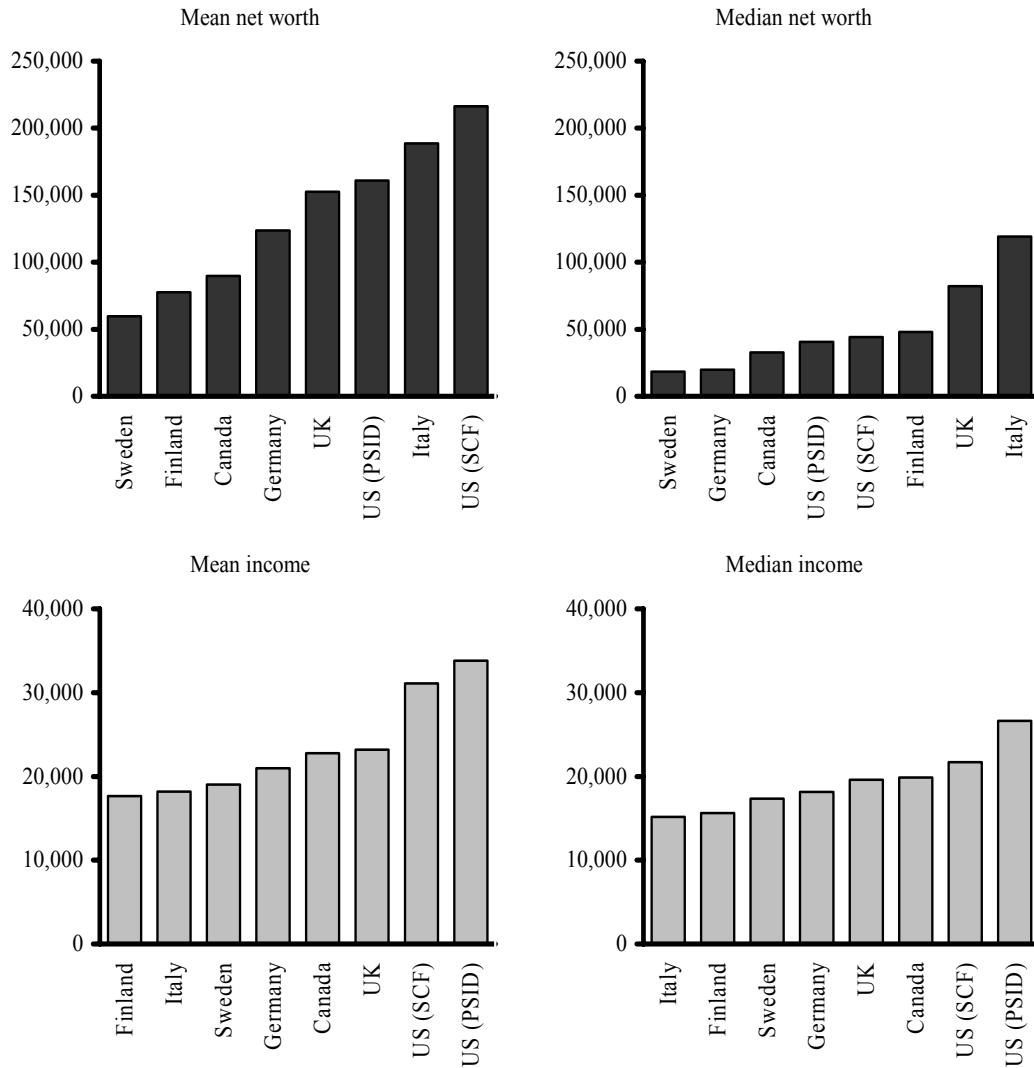 Mean net worth
250,000
200,000
150,000
100,000
50,000
0
Sweden
Finland
Canada
Germany
UK
US (PSID)
Italy
US (SCF)
Median net worth
250,000
200,000
150,000
100,000
50,000
0
Sweden
Germany
Canada
US (PSID)
US (SCF)
Finland
UK
Italy
Mean income
40,000
30,000
20,000
10,000
0
Finland
Italy
Sweden
Germany
Canada
UK
US (SCF)
US (PSID)
Median income
40,000
30,000
20,000
10,000
0
Italy
Finland
Sweden
Germany
UK
Canada
US (SCF)
US (PSID)